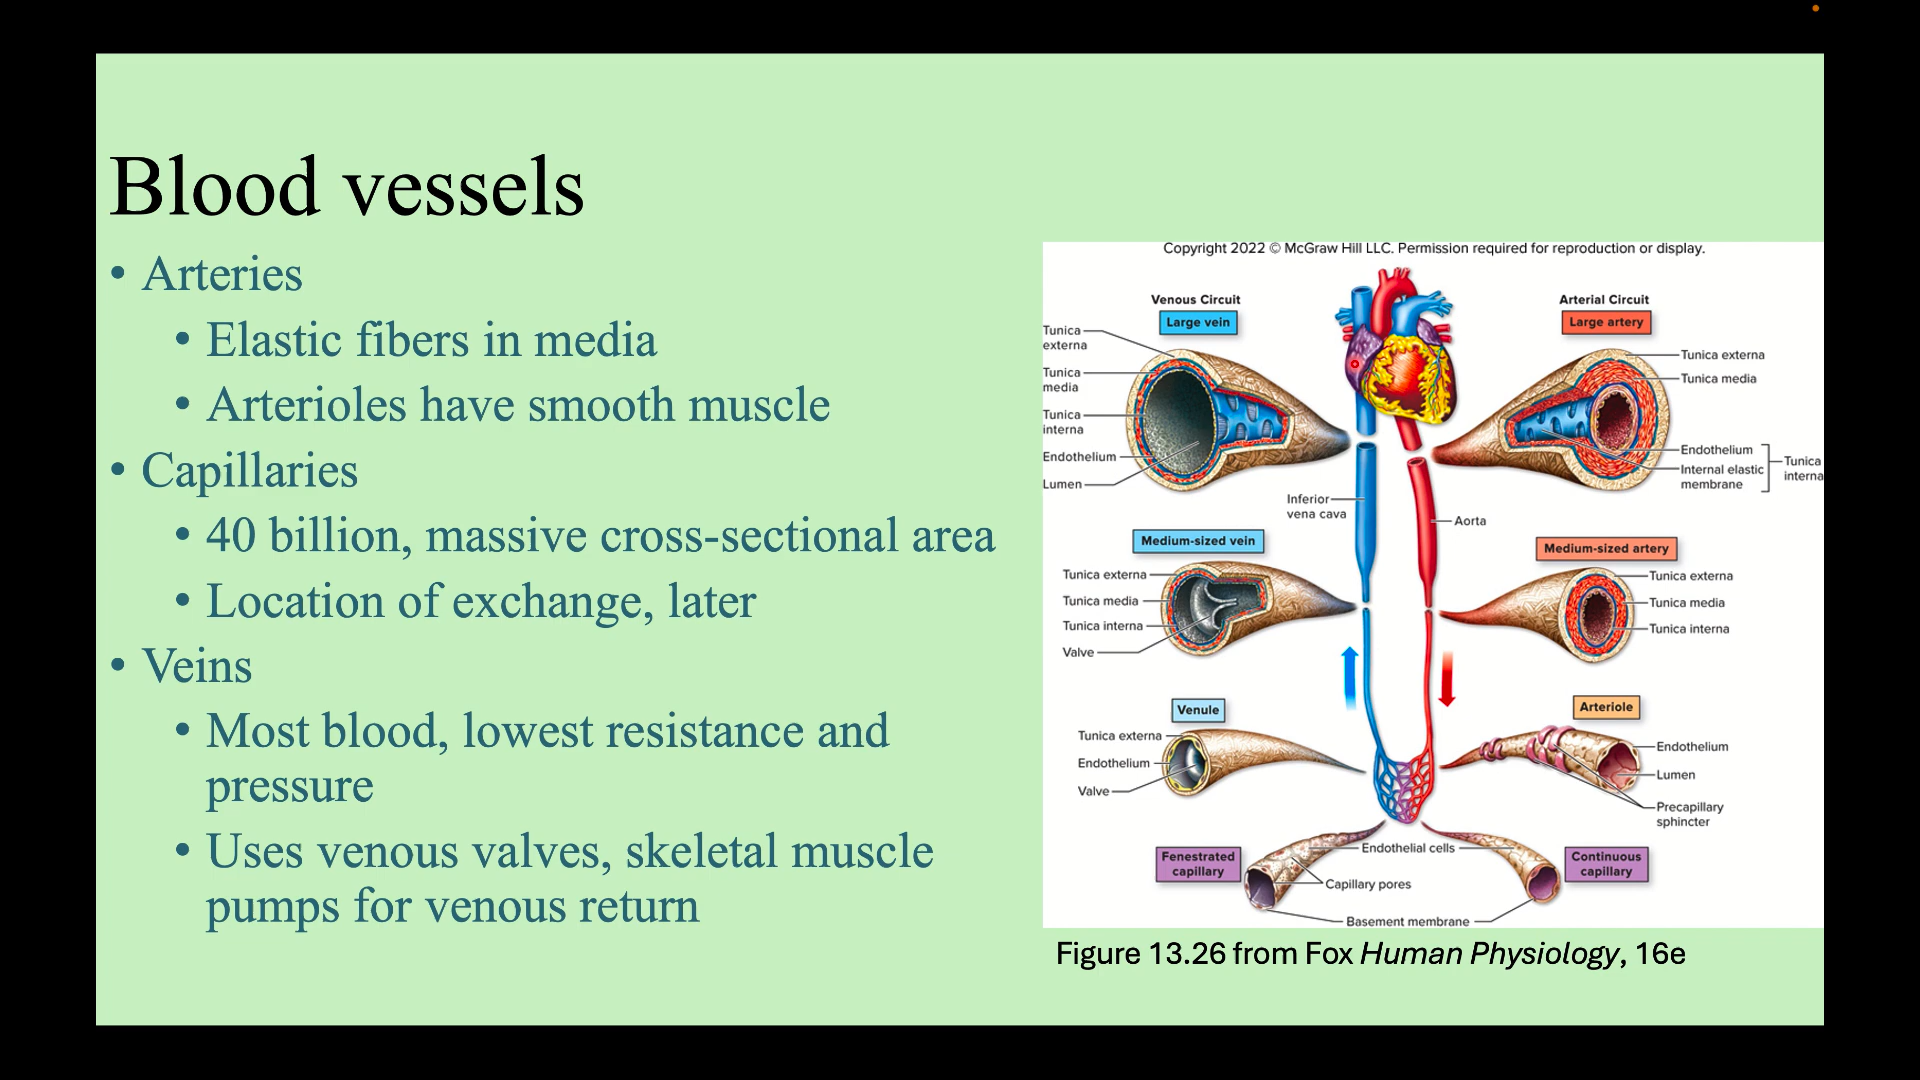 Blood vessels
• Arteries
• Elastic fibers in media
• Arterioles have smooth muscle
• Capillaries
• 40 billion, massive cross-sectional area
• Location of exchange, later
• Veins
• Most blood, lowest resistance and
pressure
• Uses venous valves, skeletal muscle
pumps for venous return
Copyright 2022 © McGraw Hill LLC. Permission required for reproduction or display.
Venous Circuit
Large vein
Tunica
externa
Tunica
media
Tunica
interna
Endothelium
Lumen
Inferior
vena cava
Arterial Circuit
Large artery
Tunica externa
Tunica media
Endothelium
Internal elastic
membrane
Tunica
interna
Aorta
Medium-sized vein
Tunica externa
Tunica media
Tunica interna
Valve
Medium-sized artery
Tunica externa
Tunica media
Tunica interna
Venule
Tunica externa
Endothelium
Valve
Arteriole
Endothelium
Lumen
Precapillary
sphincter
Fenestrated
capillary
Endothelial cells
Capillary pores
Basement membrane
Continuous
capillary
Figure 13.26 from Fox Human Physiology, 16e